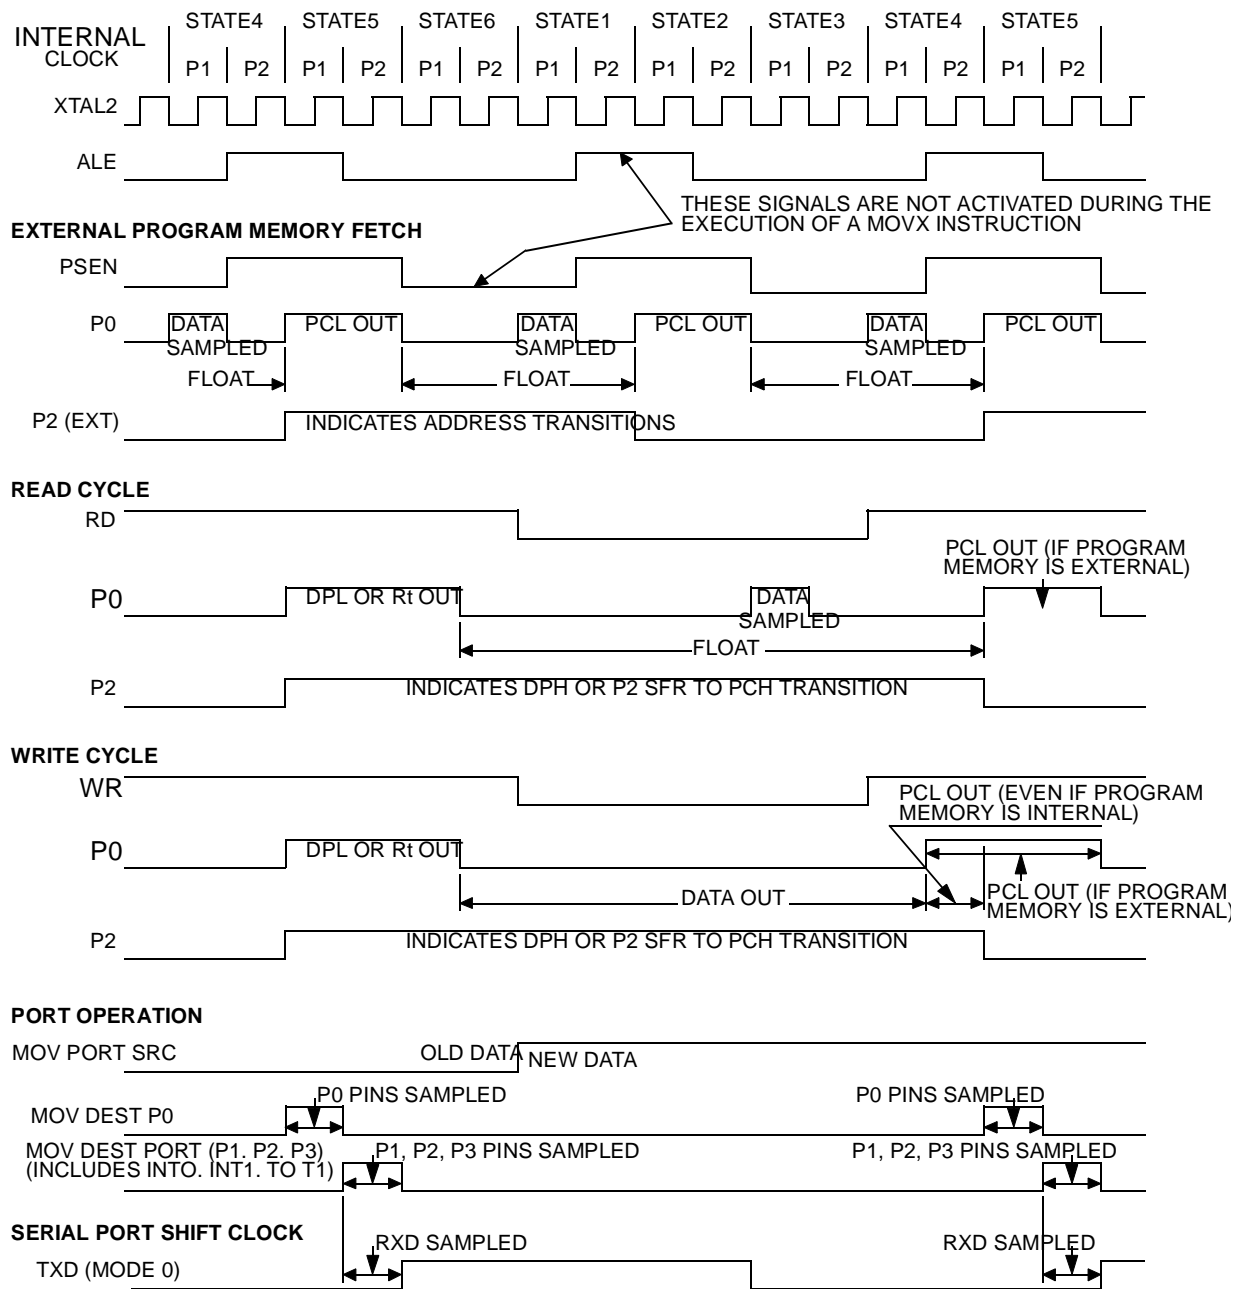 STATE4 STATE5 STATE6 STATE1 STATE2 STATE3 STATE4 STATE5
INTERNAL
CLOCK
P1 P2 P1 P2 P1 P2 P1 P2 P1 P2 P1 P2 P1 P2 P1 P2
XTAL2
ALE
THESE SIGNALS ARE NOT ACTIVATED DURING THE
EXECUTION OF A MOVX INSTRUCTION
EXTERNAL PROGRAM MEMORY FETCH
PSEN
P0 DATA PCL OUT DATA PCL OUT DATA PCL OUT
SAMPLED SAMPLED SAMPLED
FLOAT FLOAT FLOAT
P2 (EXT) INDICATES ADDRESS TRANSITIONS
READ CYCLE
RD
PCL OUT (IF PROGRAM
MEMORY IS EXTERNAL)
P0 DPL OR Rt OUT DATA
SAMPLED
FLOAT
P2 INDICATES DPH OR P2 SFR TO PCH TRANSITION
WRITE CYCLE
WR
PCL OUT (EVEN IF PROGRAM
MEMORY IS INTERNAL)
P0 DPL OR Rt OUT
DATA OUT
PCL OUT (IF PROGRAM
MEMORY IS EXTERNAL)
P2 INDICATES DPH OR P2 SFR TO PCH TRANSITION
PORT OPERATION
MOV PORT SRC OLD DATA NEW DATA
P0 PINS SAMPLED P0 PINS SAMPLED
MOV DEST P0
MOV DEST PORT (P1. P2. P3) P1, P2, P3 PINS SAMPLED P1, P2, P3 PINS SAMPLED
(INCLUDES INTO. INT1. TO T1)
SERIAL PORT SHIFT CLOCK
RXD SAMPLED RXD SAMPLED
TXD (MODE 0)